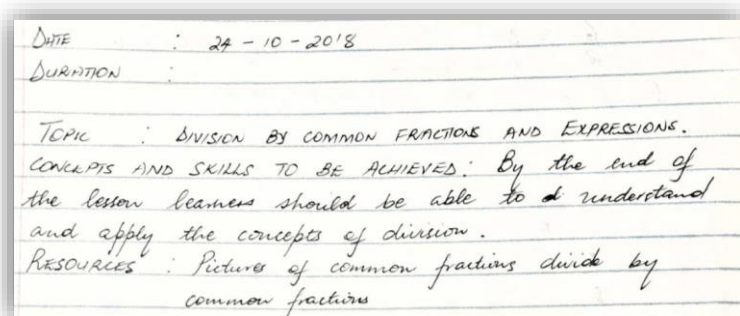 DATE : 24 - 10 - 2018
DURATION :
TOPIC : DIVISION BY COMMON FRACTIONS AND EXPRESSIONS.
CONCEPTS AND SKILLS TO BE ACHIEVED: By the end of
the lesson learners should be able to d understand
and apply the concepts of division.
RESOURCES : Pictures of common fractions divide by
common fractions